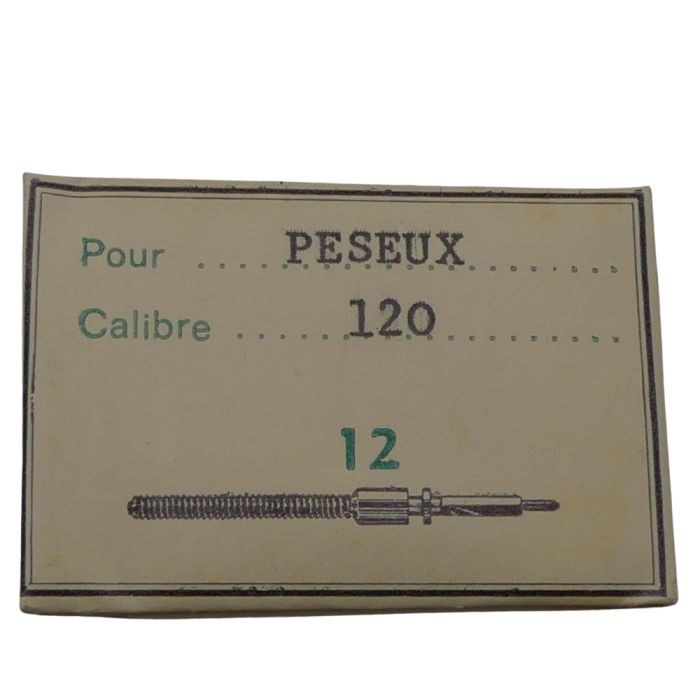 Pour ..... PESEUX ..........
Calibre ....... 120 ..........
12